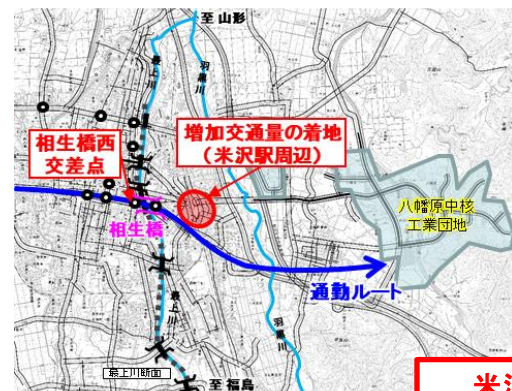 至 山形
最上川
羽黒川
相生橋西
交差点
増加交通量の着地
（米沢駅周辺）
八幡原中核
工業団地
相生橋
通勤ルート
最上川
羽黒川
最上川断面
至 福島